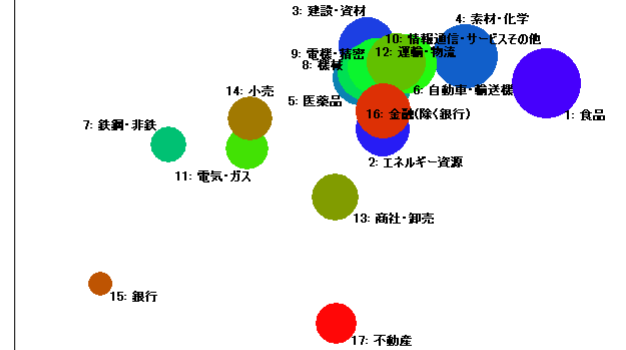 3: 建設・資材
4: 素材・化学
10: 情報通信・サービスその他
9: 電機・精密
12: 運輸・物流
8: 機械
6: 自動車・輸送機
14: 小売
5: 医薬品
16: 金融(除く銀行)
1: 食品
7: 鉄鋼・非鉄
2: エネルギー資源
11: 電気・ガス
13: 商社・卸売
15: 銀行
17: 不動産